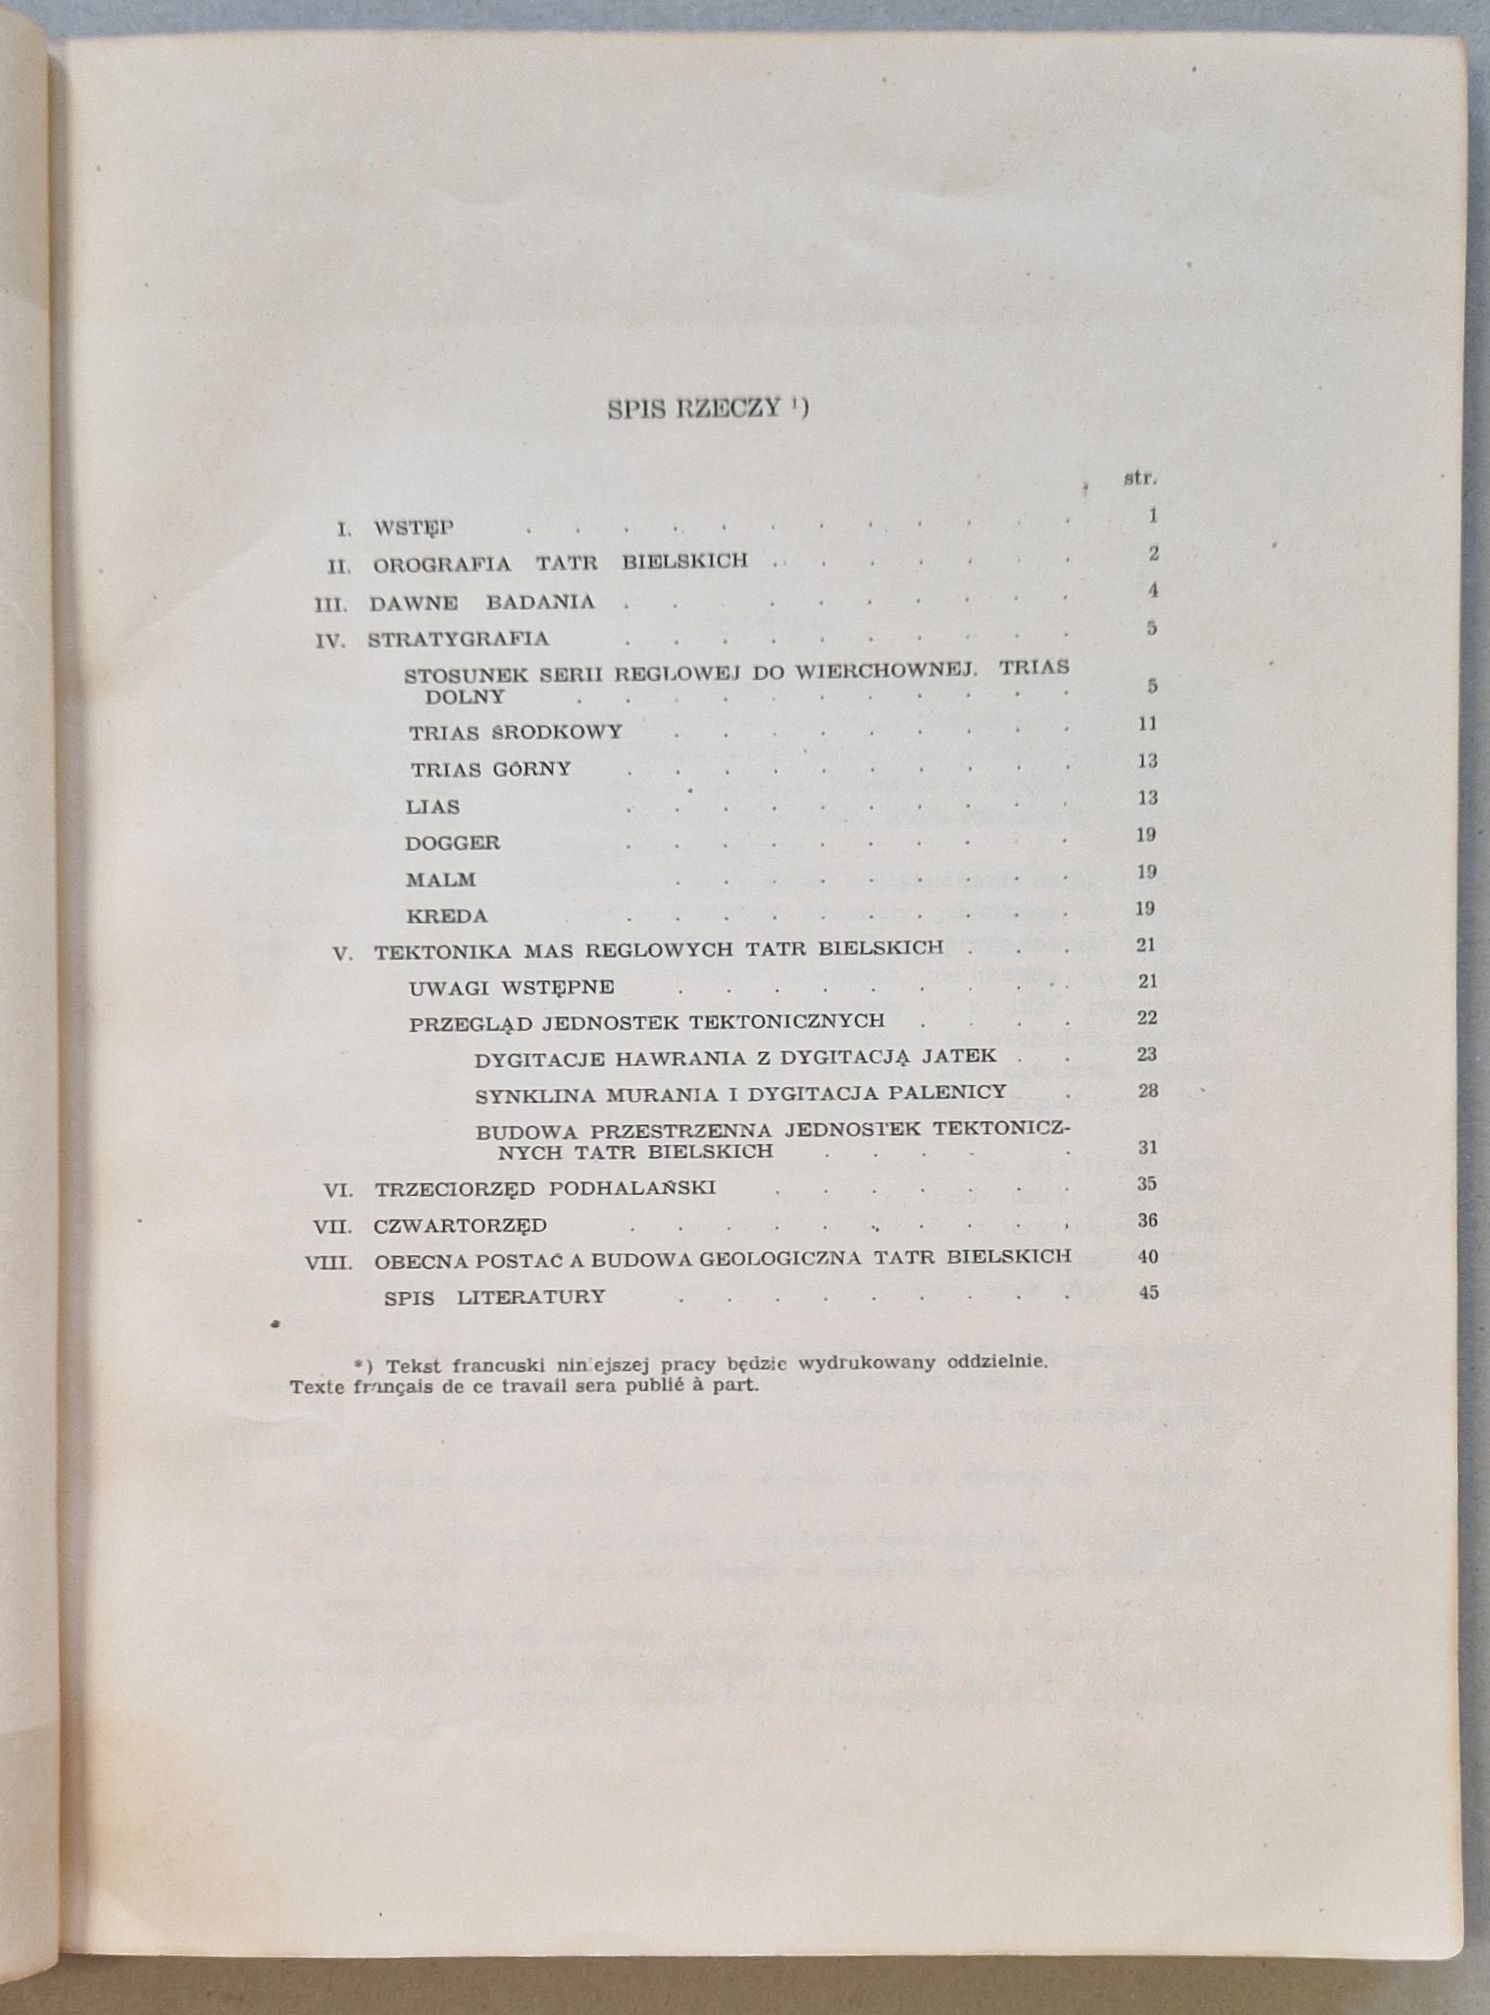 SPIS RZECZY ¹)
str.
I. WSTĘP . . . . . . . . . . . . 1
II. OROGRAFIA TATR BIELSKICH . . . . . . . 2
III. DAWNE BADANIA . . . . . . . . . 4
IV. STRATYGRAFIA . . . . . . . . . . 5
STOSUNEK SERII REGLOWEJ DO WIERCHOWNEJ. TRIAS
DOLNY . . . . . . . . . . . 5
TRIAS ŚRODKOWY . . . . . . . . . 11
TRIAS GÓRNY . . . . . . . . . . 13
LIAS . . . . . . . . . . 13
DOGGER . . . . . . . . . 19
MALM . . . . . . . . . 19
KREDA . . . . . . . . . . 19
V. TEKTONIKA MAS REGLOWYCH TATR BIELSKICH . . . 21
UWAGI WSTĘPNE . . . . . . . . . 21
PRZEGLĄD JEDNOSTEK TEKTONICZNYCH . . . . 22
DYGITACJE HAWRANIA Z DYGITACJĄ JATEK . . 23
SYNKLINA MURANIA I DYGITACJA PALENICY . 28
BUDOWA PRZESTRZENNA JEDNOSTEK TEKTONICZ-
NYCH TATR BIELSKICH . . . . . 31
VI. TRZECIORZĘD PODHALAŃSKI . . . . . . . 35
VII. CZWARTORZĘD . . . . . . . . . . 36
VIII. OBECNA POSTAĆ A BUDOWA GEOLOGICZNA TATR BIELSKICH 40
SPIS LITERATURY . . . . . . . . . 45
*) Tekst francuski niniejszej pracy będzie wydrukowany oddzielnie.
Texte français de ce travail sera publié à part.